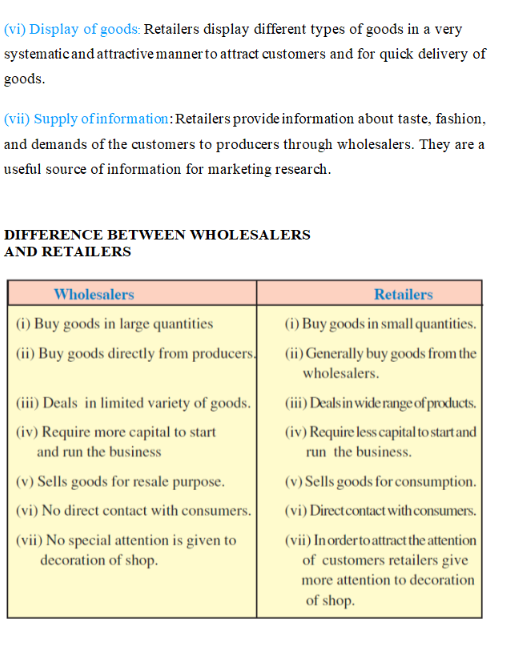 (vi) Display of goods: Retailers display different types of goods in a very
systematic and attractive manner to attract customers and for quick delivery of
goods.
(vii) Supply of information: Retailers provide information about taste, fashion,
and demands of the customers to producers through wholesalers. They are a
useful source of information for marketing research.
DIFFERENCE BETWEEN WHOLESALERS
AND RETAILERS
Wholesalers
Retailers
(i) Buy goods in large quantities
(i) Buy goods in small quantities.
(ii) Buy goods directly from producers.
(ii) Generally buy goods from the
wholesalers.
(iii) Deals in limited variety of goods.
(iii) Deals in wide range of products.
(iv) Require more capital to start
and run the business
(iv) Require less capital to start and
run the business.
(v) Sells goods for resale purpose.
(v) Sells goods for consumption.
(vi) No direct contact with consumers.
(vi) Direct contact with consumers.
(vii) No special attention is given to
decoration of shop.
(vii) In order to attract the attention
of customers retailers give
more attention to decoration
of shop.